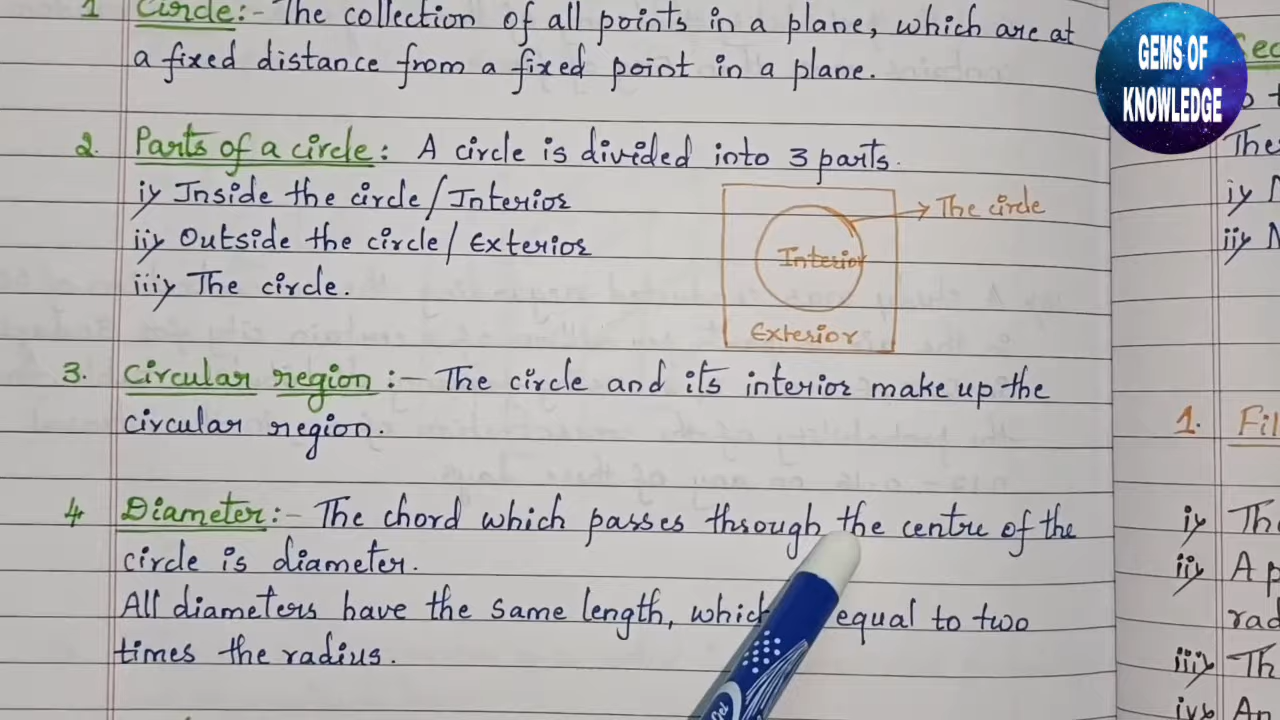 1 Circle:- The collection of all points in a plane, which are at
a fixed distance from a fixed point in a plane.
2. Parts of a circle: A circle is divided into 3 parts.
i) Inside the circle/Interior
ii) Outside the circle/Exterior
iii) The circle.
The circle
Interior
Exterior
3. Circular region:- The circle and its interior make up the
circular region.
4 Diameter:- The chord which passes through the centre of the
circle is diameter.
All diameters have the same length, which equal to two
times the radius.
GEMS OF
KNOWLEDGE
The
i)
ii)
1.
i)
ii) A
iii)
iv)